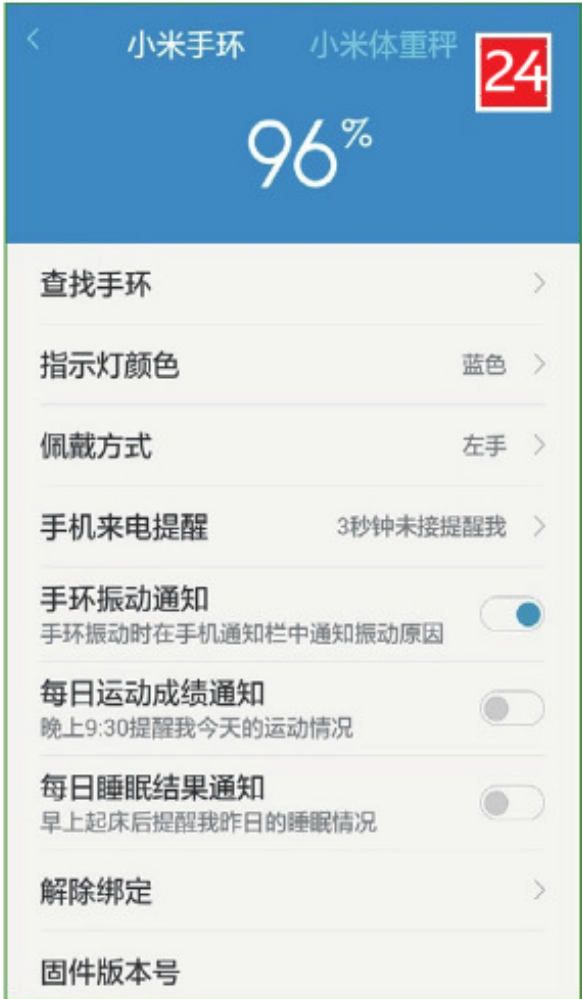 小米手环 小米体重秤
24
96%
查找手环
指示灯颜色 蓝色
佩戴方式 左手
手机来电提醒 3秒钟未接提醒我
手环振动通知
手环振动时在手机通知栏中通知振动原因
每日运动成绩通知
晚上9:30提醒我今天的运动情况
每日睡眠结果通知
早上起床后提醒我昨日的睡眠情况
解除绑定
固件版本号